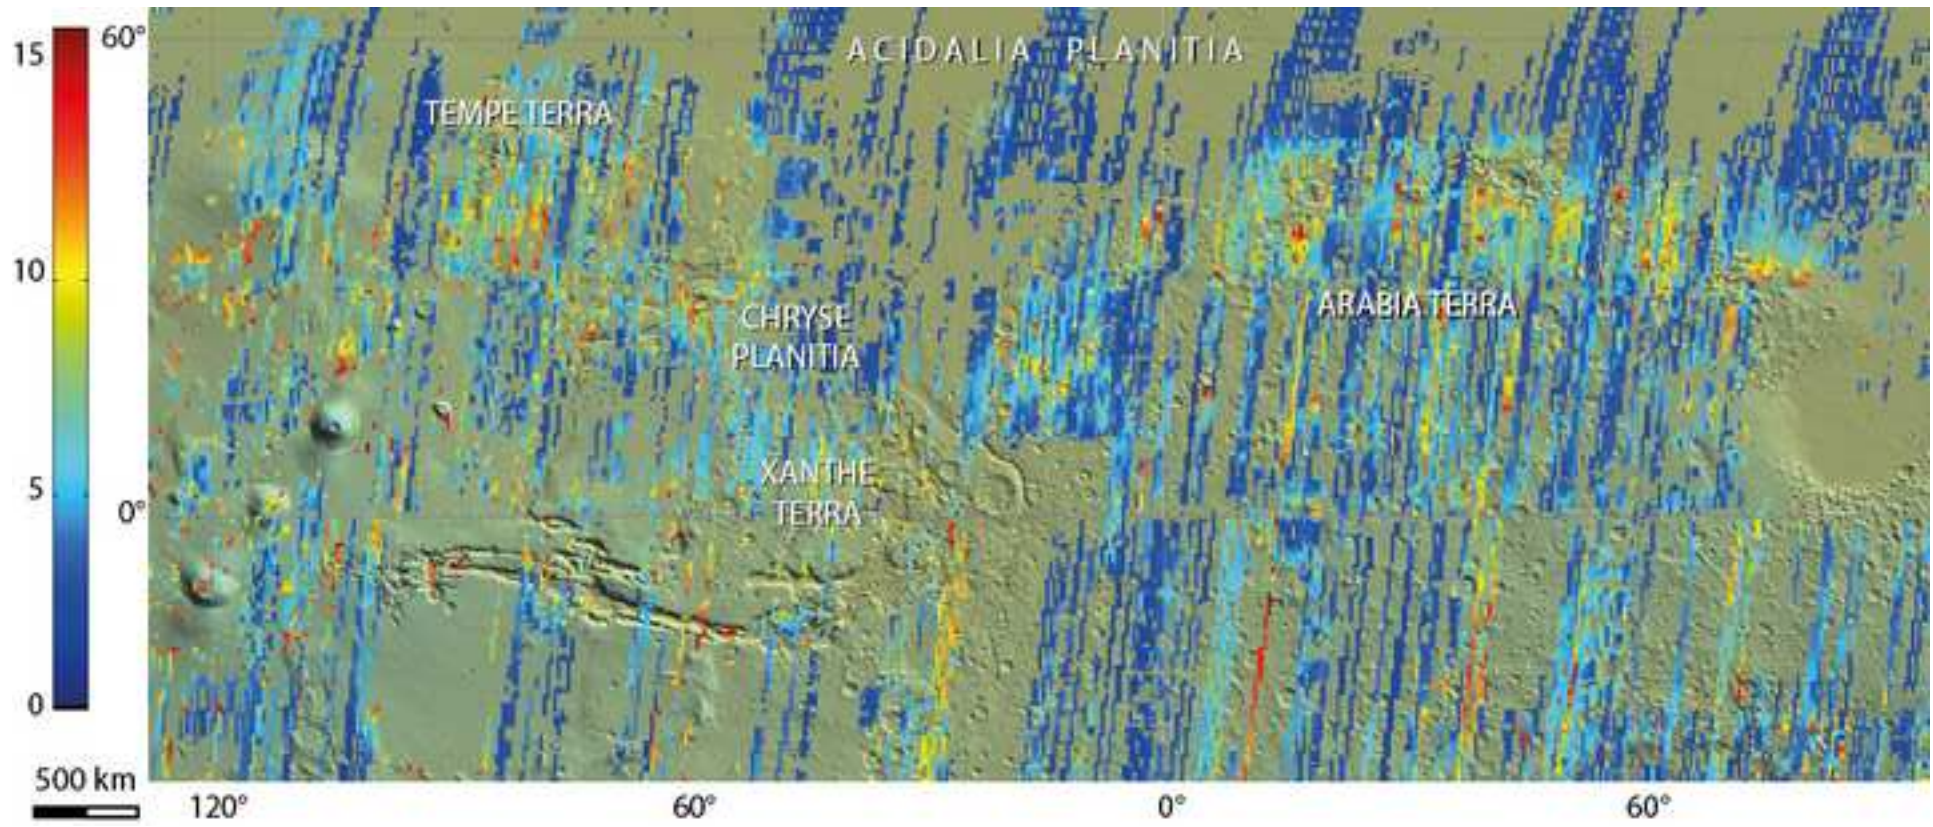 15
60°
ACIDALIA PLANITIA
TEMPE TERRA
10
CHRYSE
PLANITIA
ARABIA TERRA
5
XANTHE
TERRA
0°
0
500 km
120°
60°
0°
60°